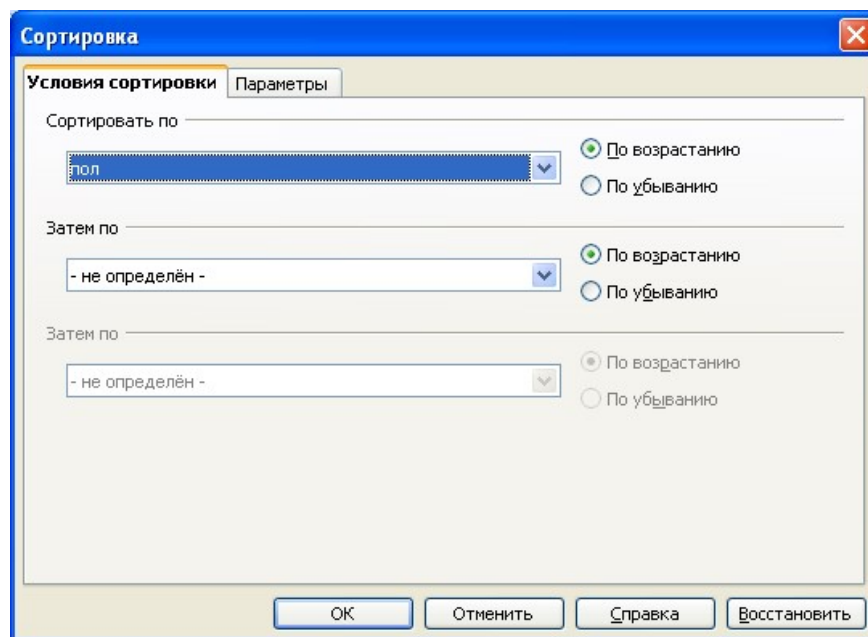 Сортировка
Условия сортировки
Параметры
Сортировать по
пол
По возрастанию
По убыванию
Затем по
- не определён -
По возрастанию
По убыванию
Затем по
- не определён -
По возрастанию
По убыванию
ОК
Отменить
Справка
Восстановить